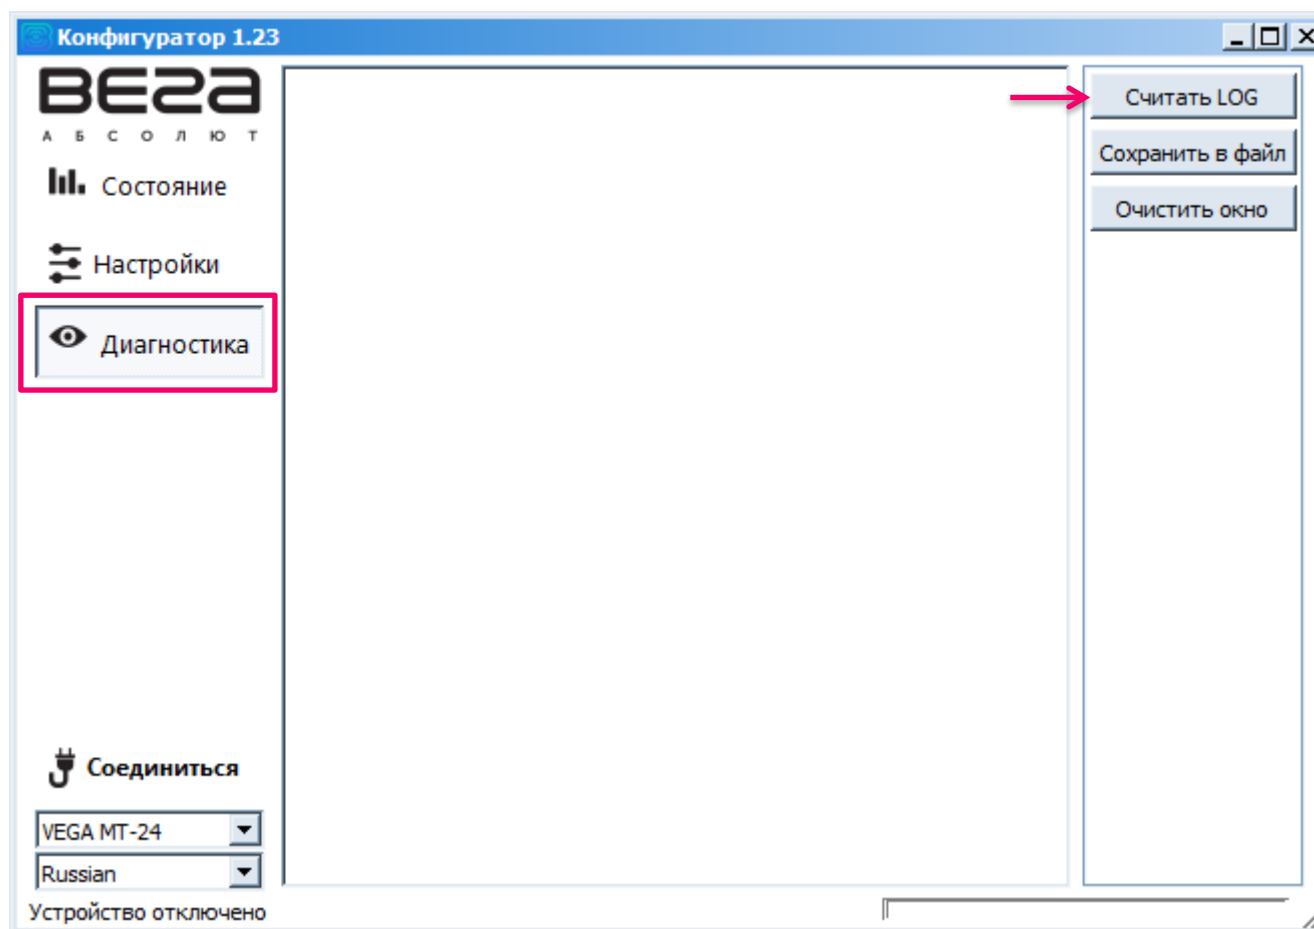 Конфигуратор 1.23
ВЕГА
АБСОЛЮТ
Состояние
Настройки
Диагностика
Соединиться
VEGA MT-24
Russian
Устройство отключено
Считать LOG
Сохранить в файл
Очистить окно